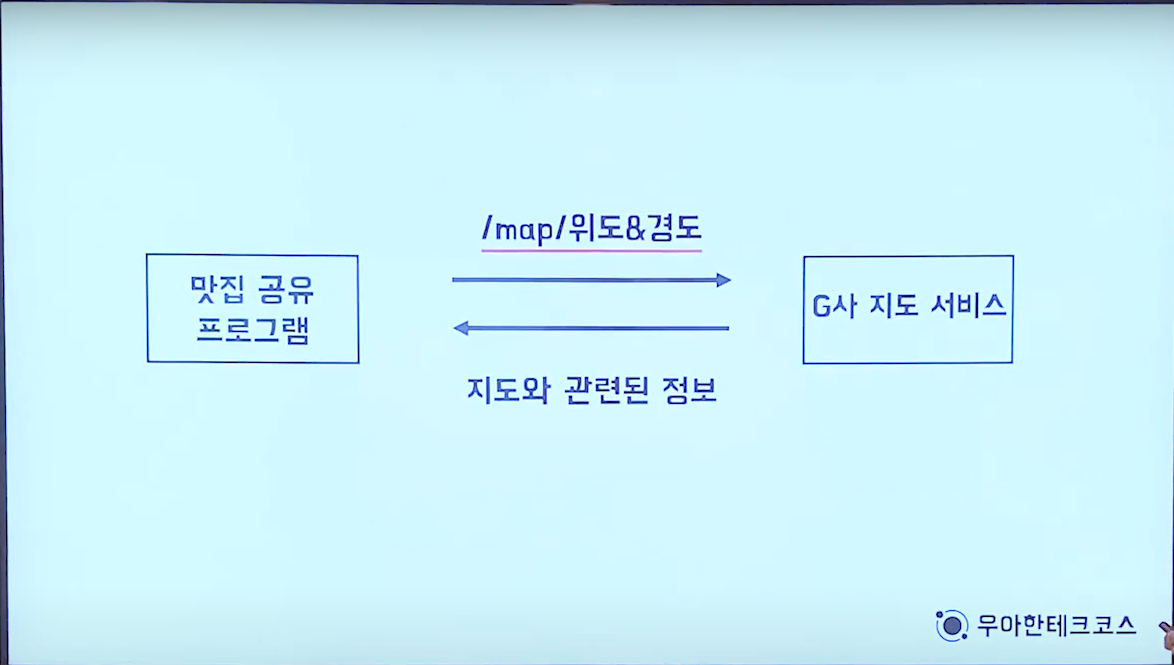 /map/위도&경도
맛집 공유
프로그램
G사 지도 서비스
지도와 관련된 정보
우아한테크코스